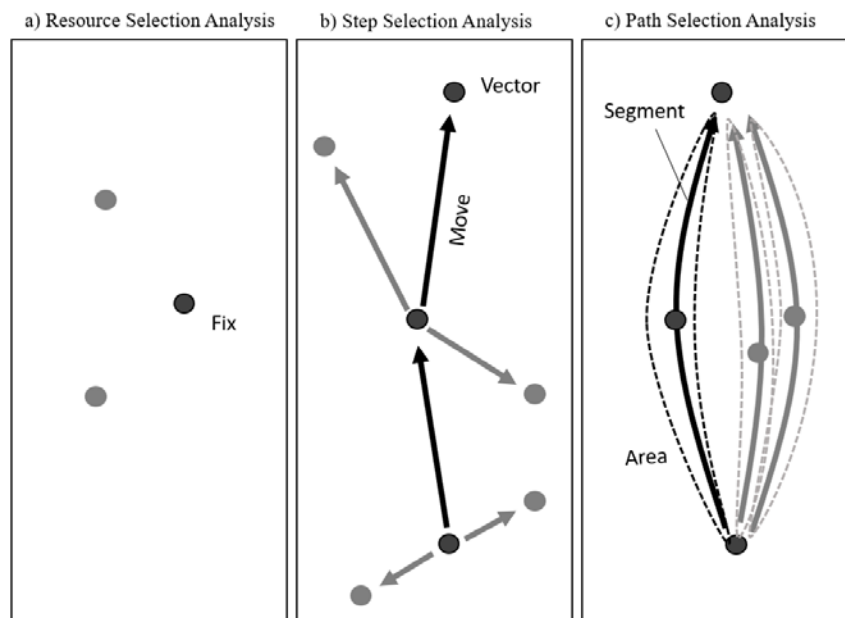 a) Resource Selection Analysis
b) Step Selection Analysis
c) Path Selection Analysis
Fix
Vector
Move
Segment
Area